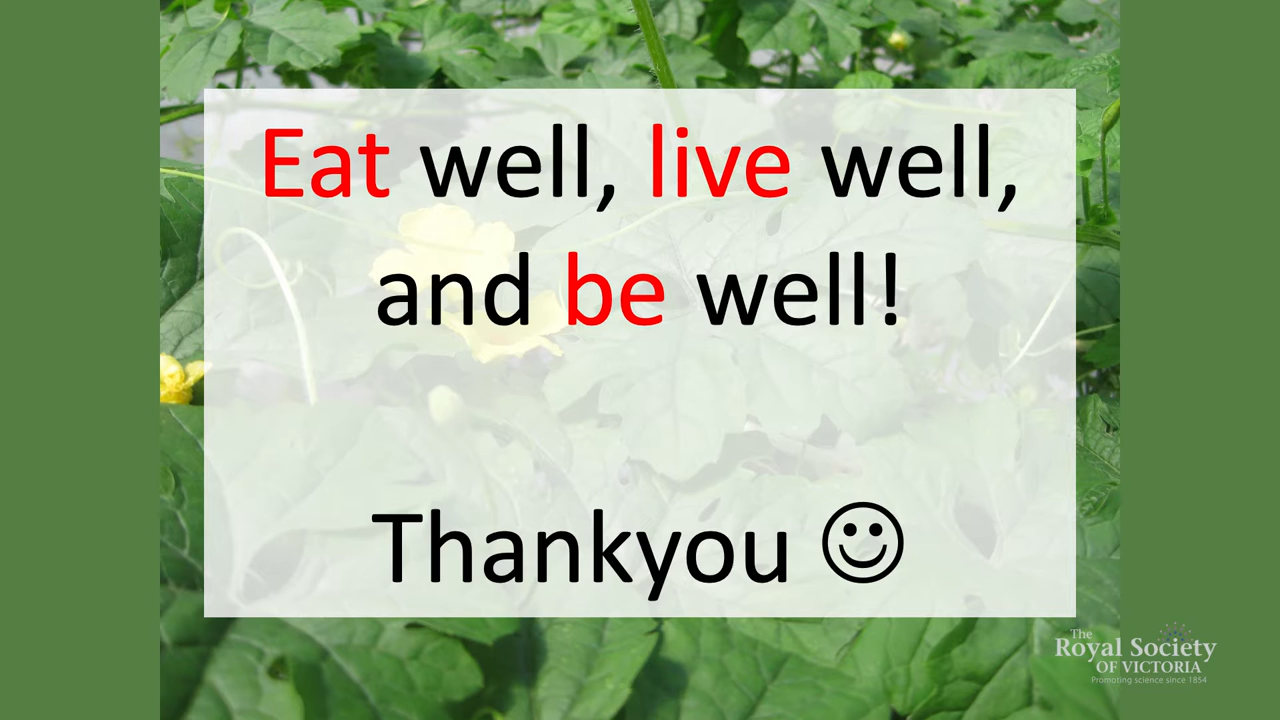 Eat well, live well,
and be well!
Thankyou ☺
The
Royal Society
OF VICTORIA
Promoting science since 1854